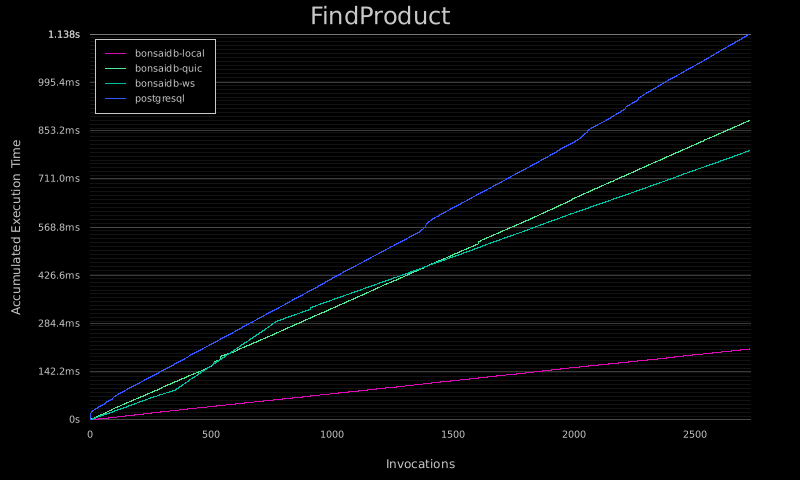 FindProduct
1.138s
995.4ms
853.2ms
711.0ms
568.8ms
426.6ms
284.4ms
142.2ms
0s
bonsaidb-local
bonsaidb-quic
bonsaidb-ws
postgresql
Accumulated Execution Time
0 500 1000 1500 2000 2500
Invocations